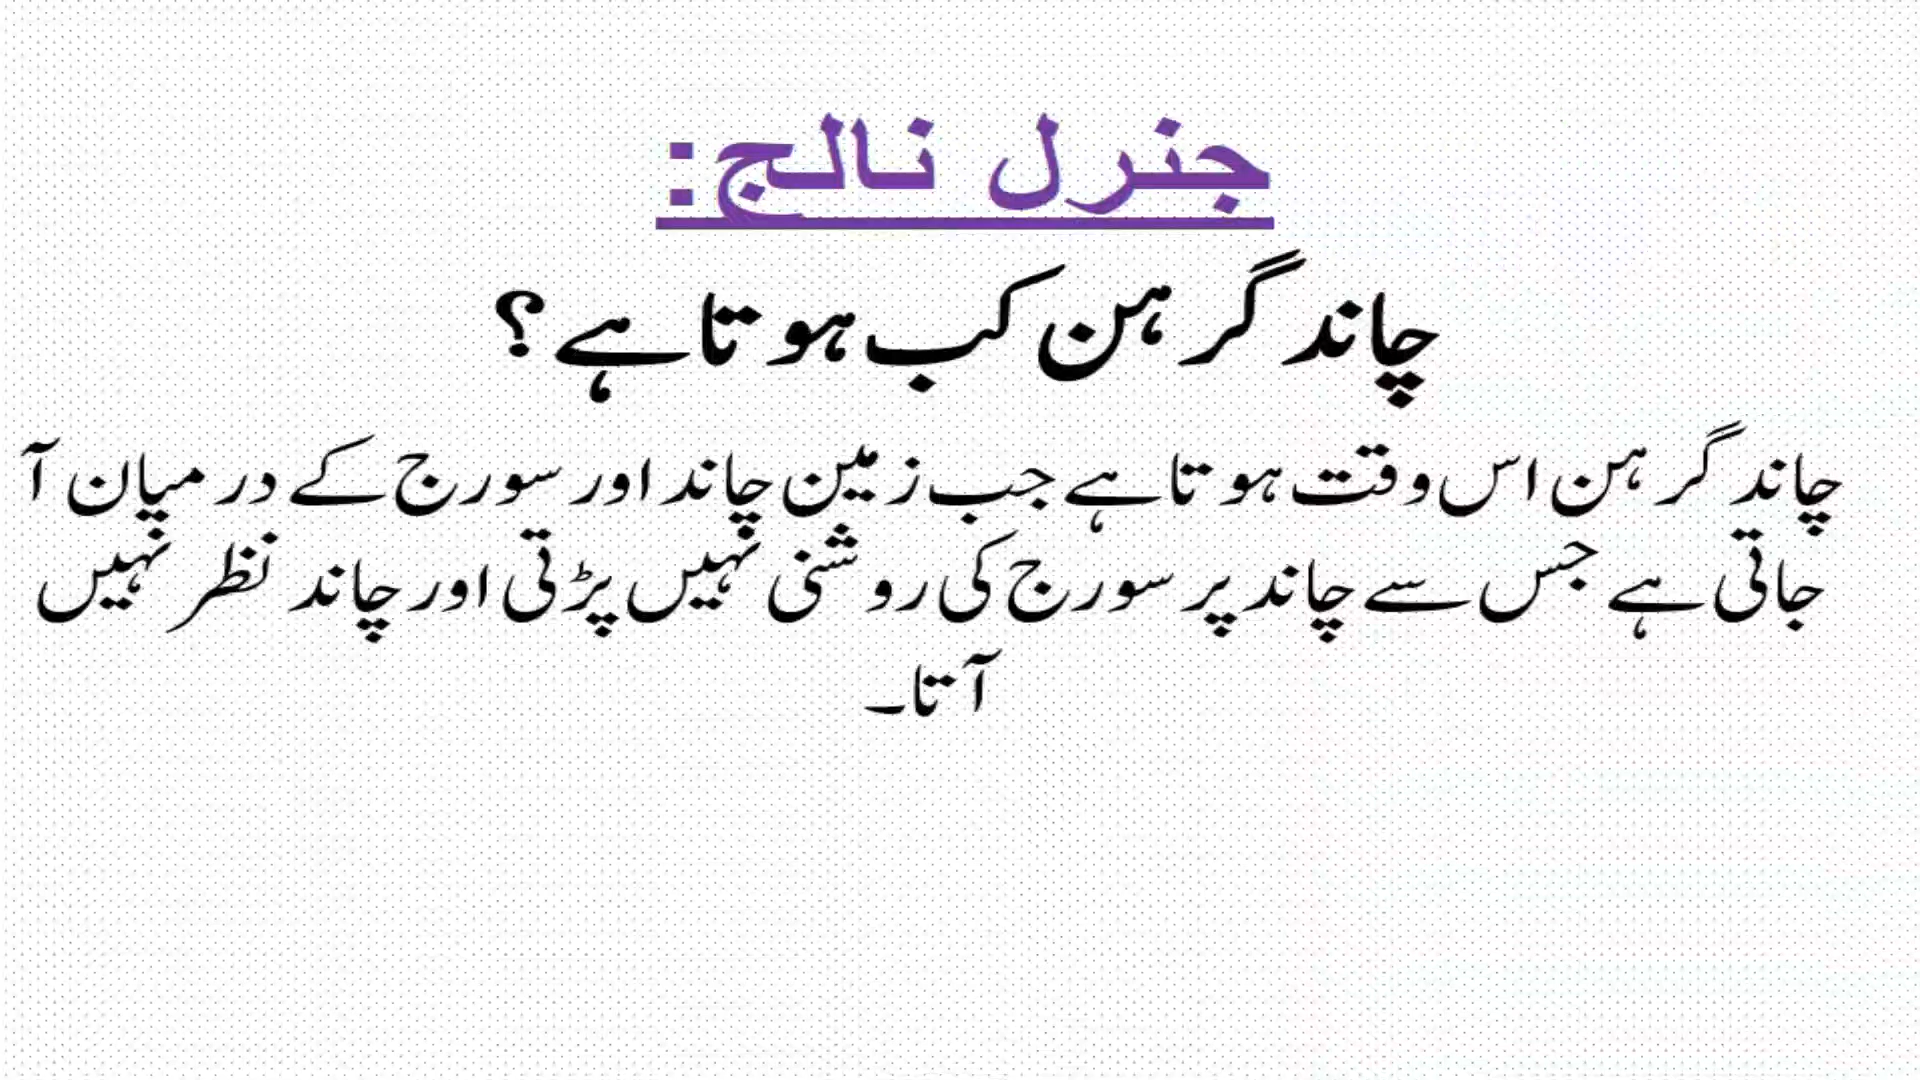 جنرل نالج:
چاند گرہن کب ہوتا ہے؟
چاند گرہن اس وقت ہوتا ہے جب زمین چاند اور سورج کے درمیان آ
جاتی ہے جس سے چاند پر سورج کی روشنی نہیں پڑتی اور چاند نظر نہیں
آتا۔